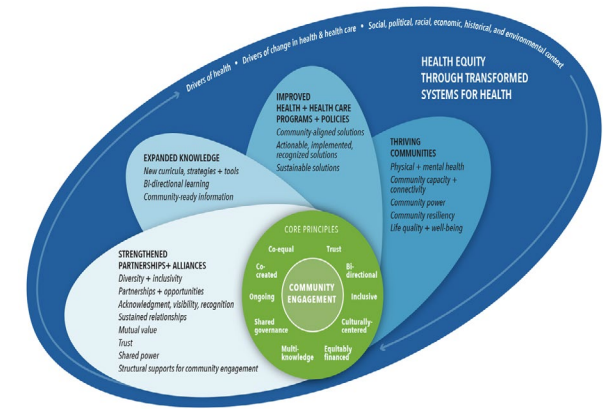 Drivers of health • Drivers of change in health & health care • Social, political, racial, economic, historical, and environmental context
HEALTH EQUITY
THROUGH TRANSFORMED
SYSTEMS FOR HEALTH
IMPROVED
HEALTH + HEALTH CARE
PROGRAMS + POLICIES
Community-aligned solutions
Actionable, implemented,
recognized solutions
Sustainable solutions
THRIVING
COMMUNITIES
Physical + mental health
Community capacity +
connectivity
Community power
Community resiliency
Life quality + well-being
EXPANDED KNOWLEDGE
New curricula, strategies + tools
Bi-directional learning
Community-ready information
STRENGTHENED
PARTNERSHIPS+ ALLIANCES
Diversity + inclusivity
Partnerships + opportunities
Acknowledgment, visibility, recognition
Sustained relationships
Mutual value
Trust
Shared power
Structural supports for community engagement
CORE PRINCIPLES
Co-equal
Trust
Co-
created
Bi-
directional
Ongoing
Inclusive
Shared
governance
Culturally-
centered
Multi-
knowledge
Equitably
financed
COMMUNITY
ENGAGEMENT